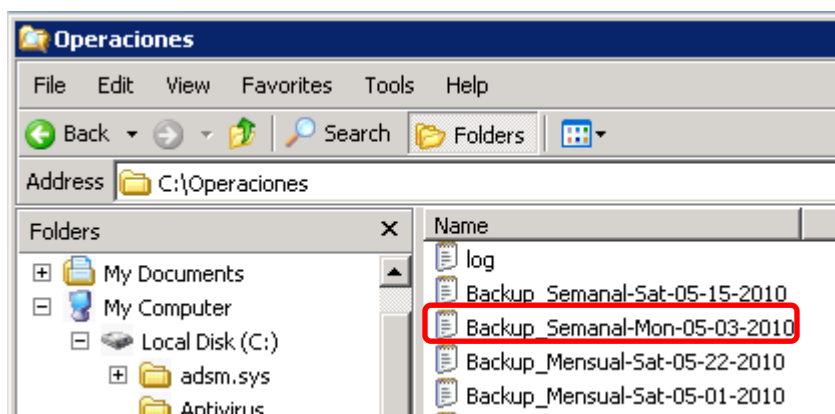 Operaciones
File Edit View Favorites Tools Help
Back Search Folders
Address C:\Operaciones
Folders X
My Documents
My Computer
Local Disk (C:)
adsm.sys
Antivirus
Name
log
Backup_Semanal-Sat-05-15-2010
Backup_Semanal-Mon-05-03-2010
Backup_Mensual-Sat-05-22-2010
Backup_Mensual-Sat-05-01-2010